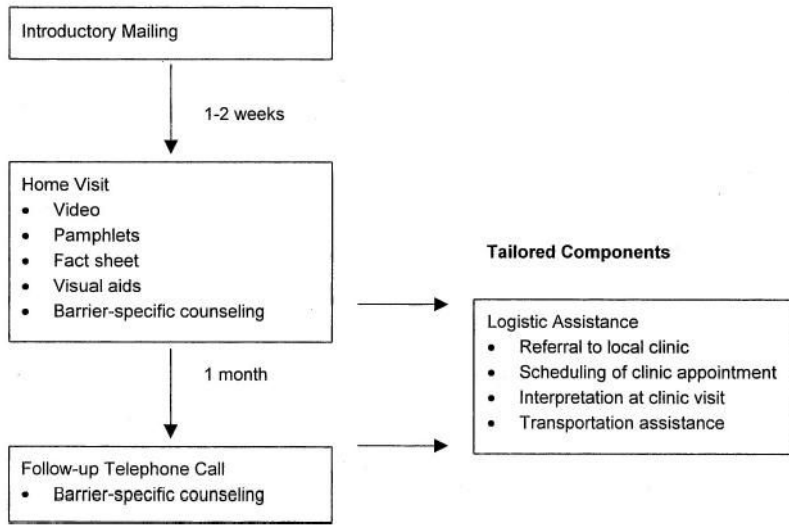 Introductory Mailing
1-2 weeks
Home Visit
• Video
• Pamphlets
• Fact sheet
• Visual aids
• Barrier-specific counseling
1 month
Follow-up Telephone Call
• Barrier-specific counseling
Tailored Components
Logistic Assistance
• Referral to local clinic
• Scheduling of clinic appointment
• Interpretation at clinic visit
• Transportation assistance